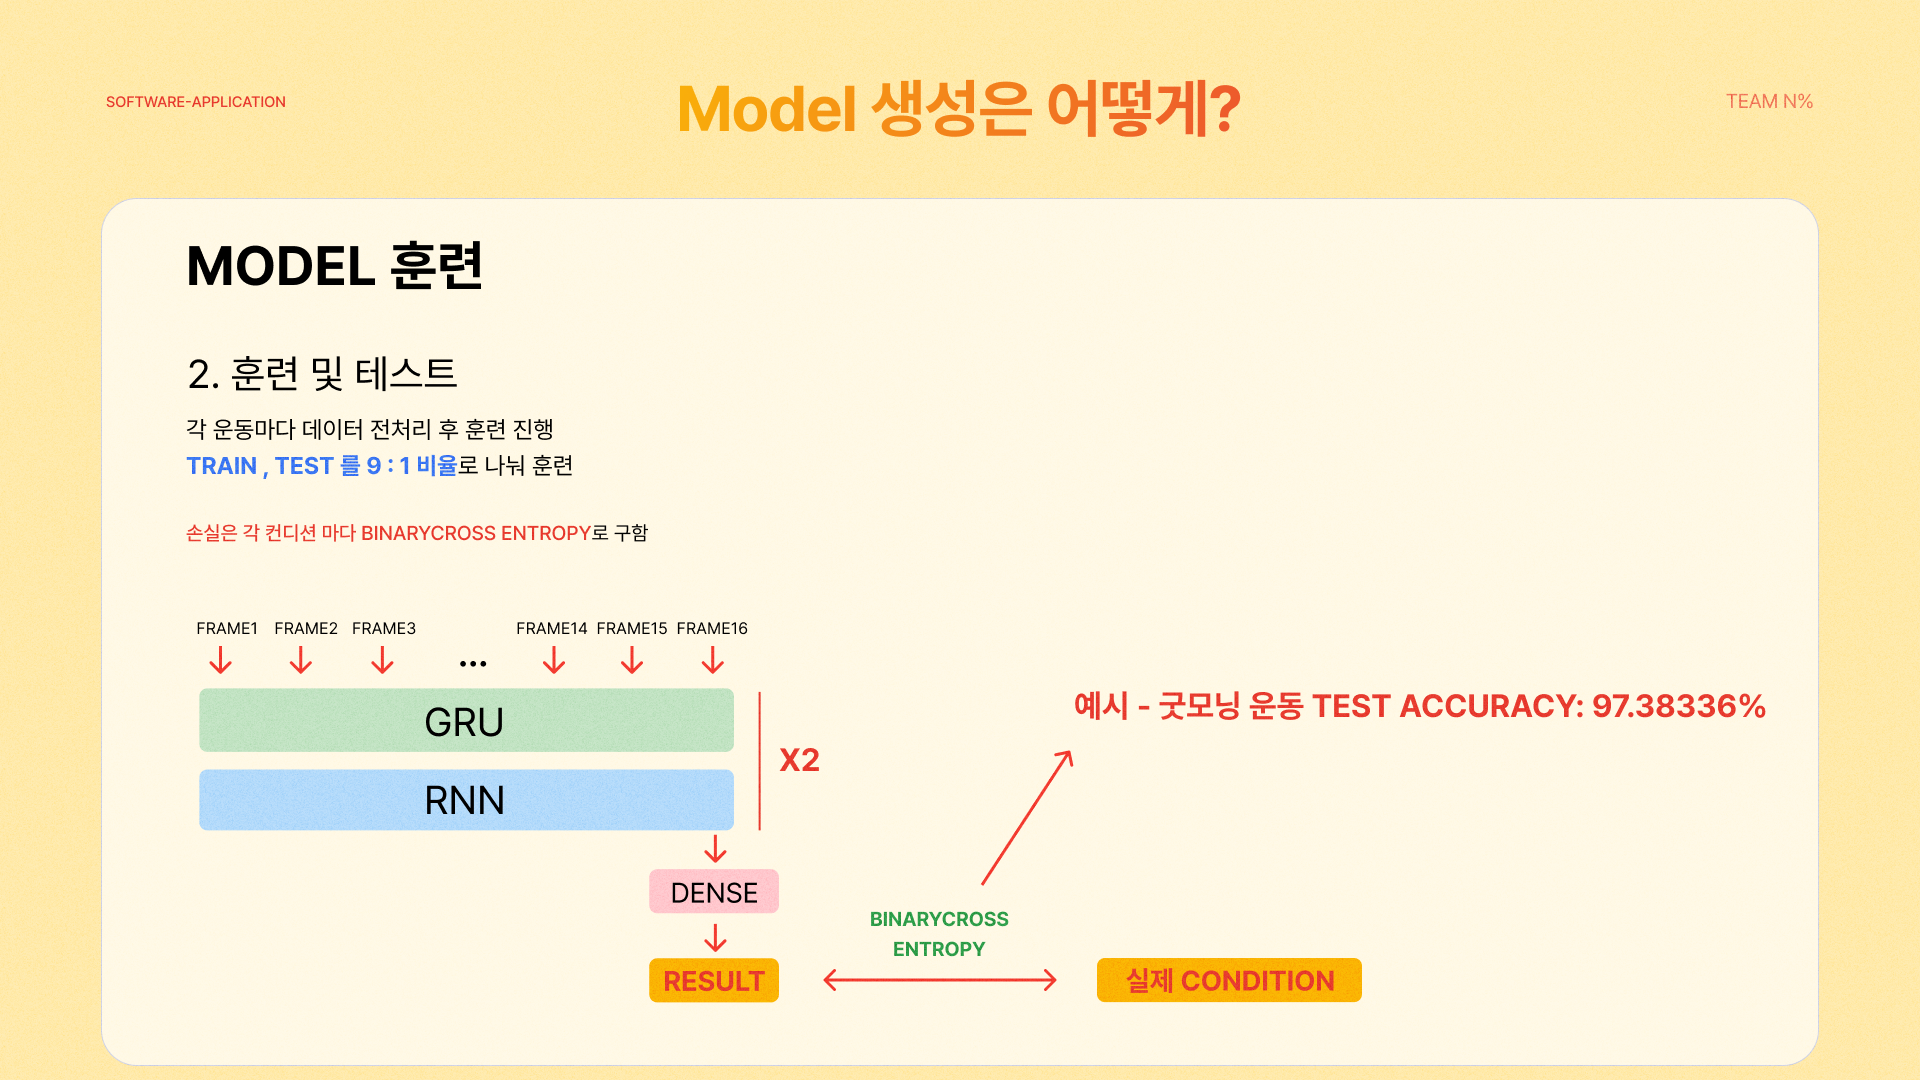 SOFTWARE-APPLICATION
Model 생성은 어떻게?
TEAM N%
MODEL 훈련
2. 훈련 및 테스트
각 운동마다 데이터 전처리 후 훈련 진행
TRAIN , TEST 를 9 : 1 비율로 나눠 훈련
손실은 각 컨디션 마다 BINARYCROSS ENTROPY로 구함
FRAME1 FRAME2 FRAME3 ... FRAME14 FRAME15 FRAME16
GRU
RNN
X2
DENSE
RESULT
BINARYCROSS
ENTROPY
실제 CONDITION
예시 - 굿모닝 운동 TEST ACCURACY: 97.38336%